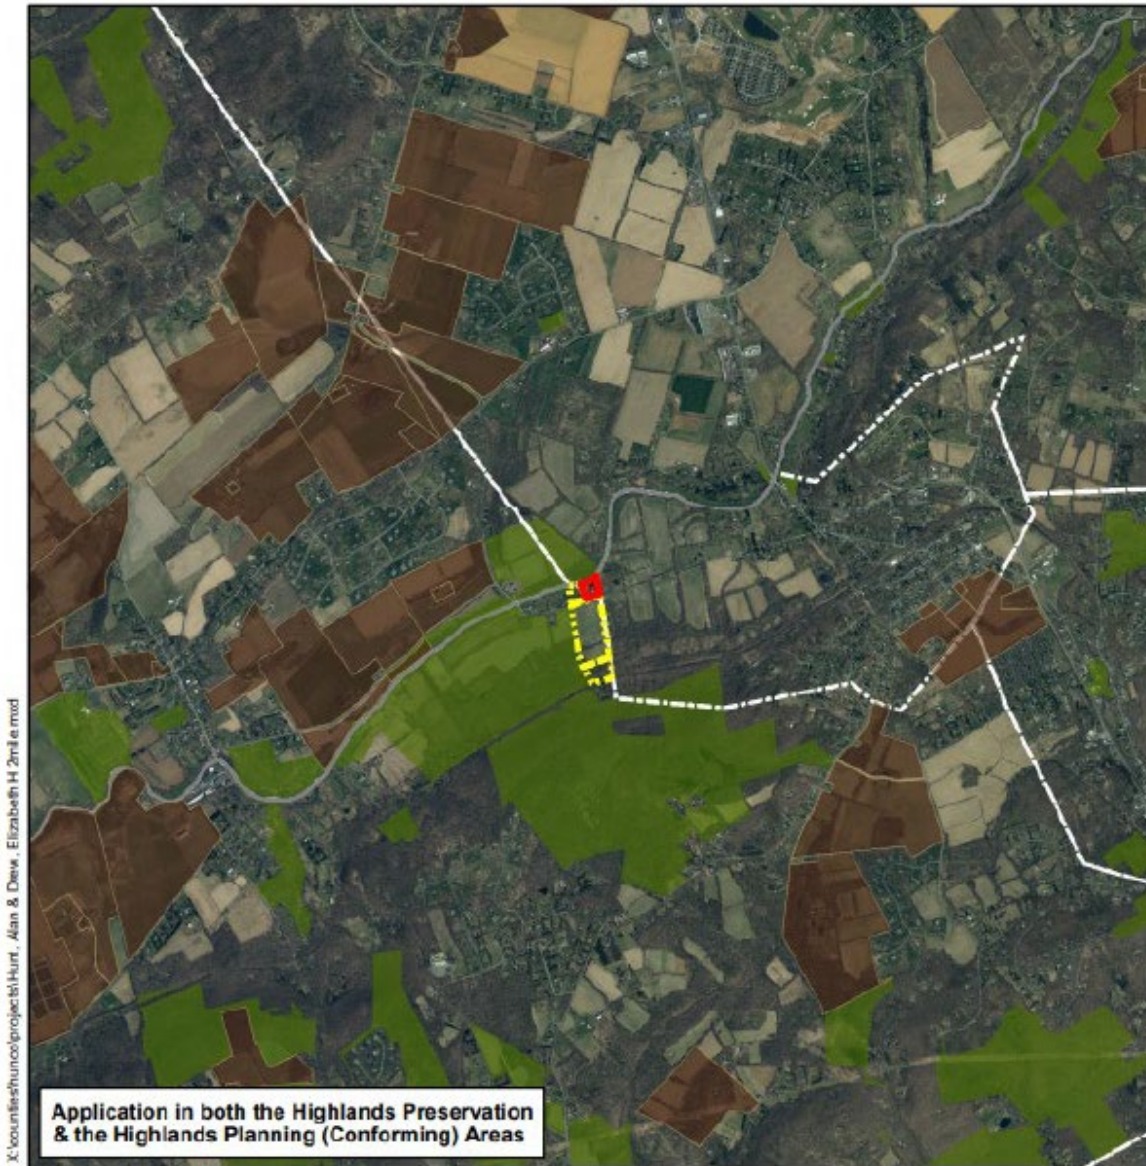 X:\counties\hunco\projects\Hunt, Alan & Dew, Elizabeth H 2mile.mxd
Application in both the Highlands Preservation
& the Highlands Planning (Conforming) Areas